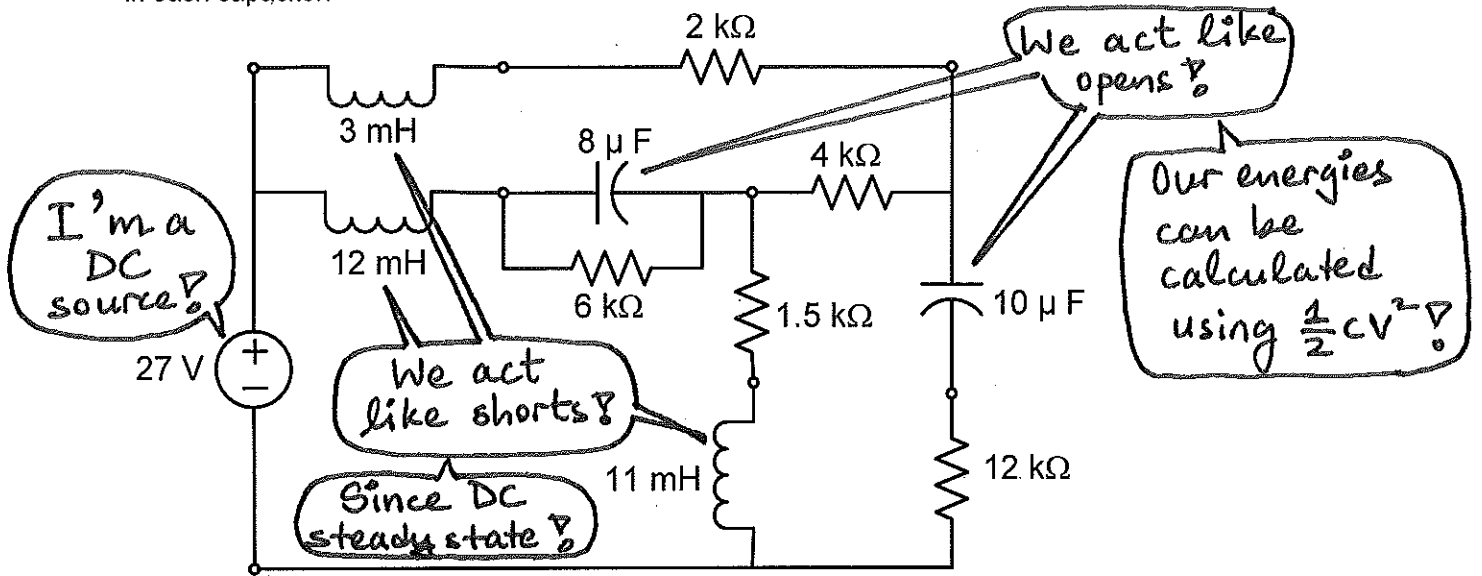 in each capacitor.
2 kΩ
We act like
opens!
3 mH
8 μ F
4 kΩ
Our energies
can be
calculated
using 1/2 CV²!
I'm a
DC
source!
12 mH
6 kΩ
1.5 kΩ
10 μ F
27 V
+
−
We act
like shorts!
11 mH
12 kΩ
Since DC
steady state!